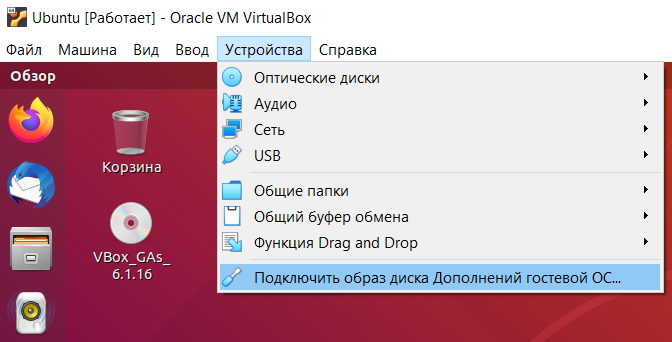 Ubuntu [Работает] - Oracle VM VirtualBox
Файл Машина Вид Ввод Устройства Справка
Обзор
Оптические диски
Аудио
Сеть
USB
Общие папки
Общий буфер обмена
Функция Drag and Drop
Подключить образ диска Дополнений гостевой ОС...
Корзина
VBox_GAs_
6.1.16